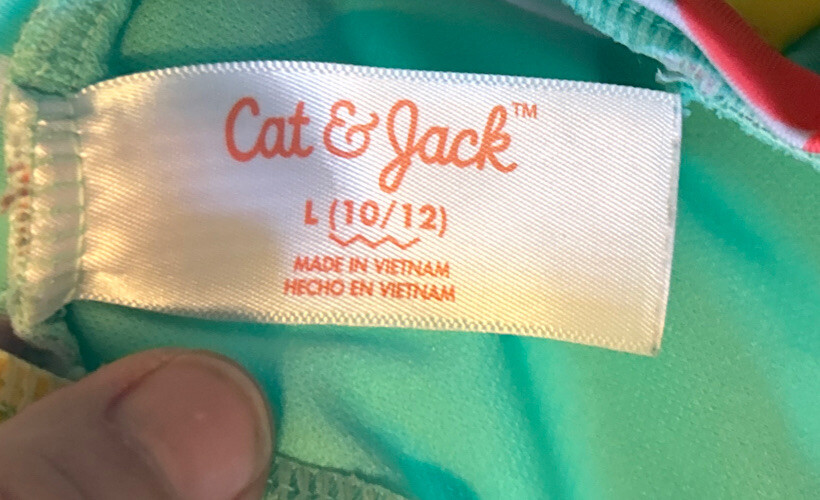 Cat & Jack™
L (10/12)
MADE IN VIETNAM
HECHO EN VIETNAM